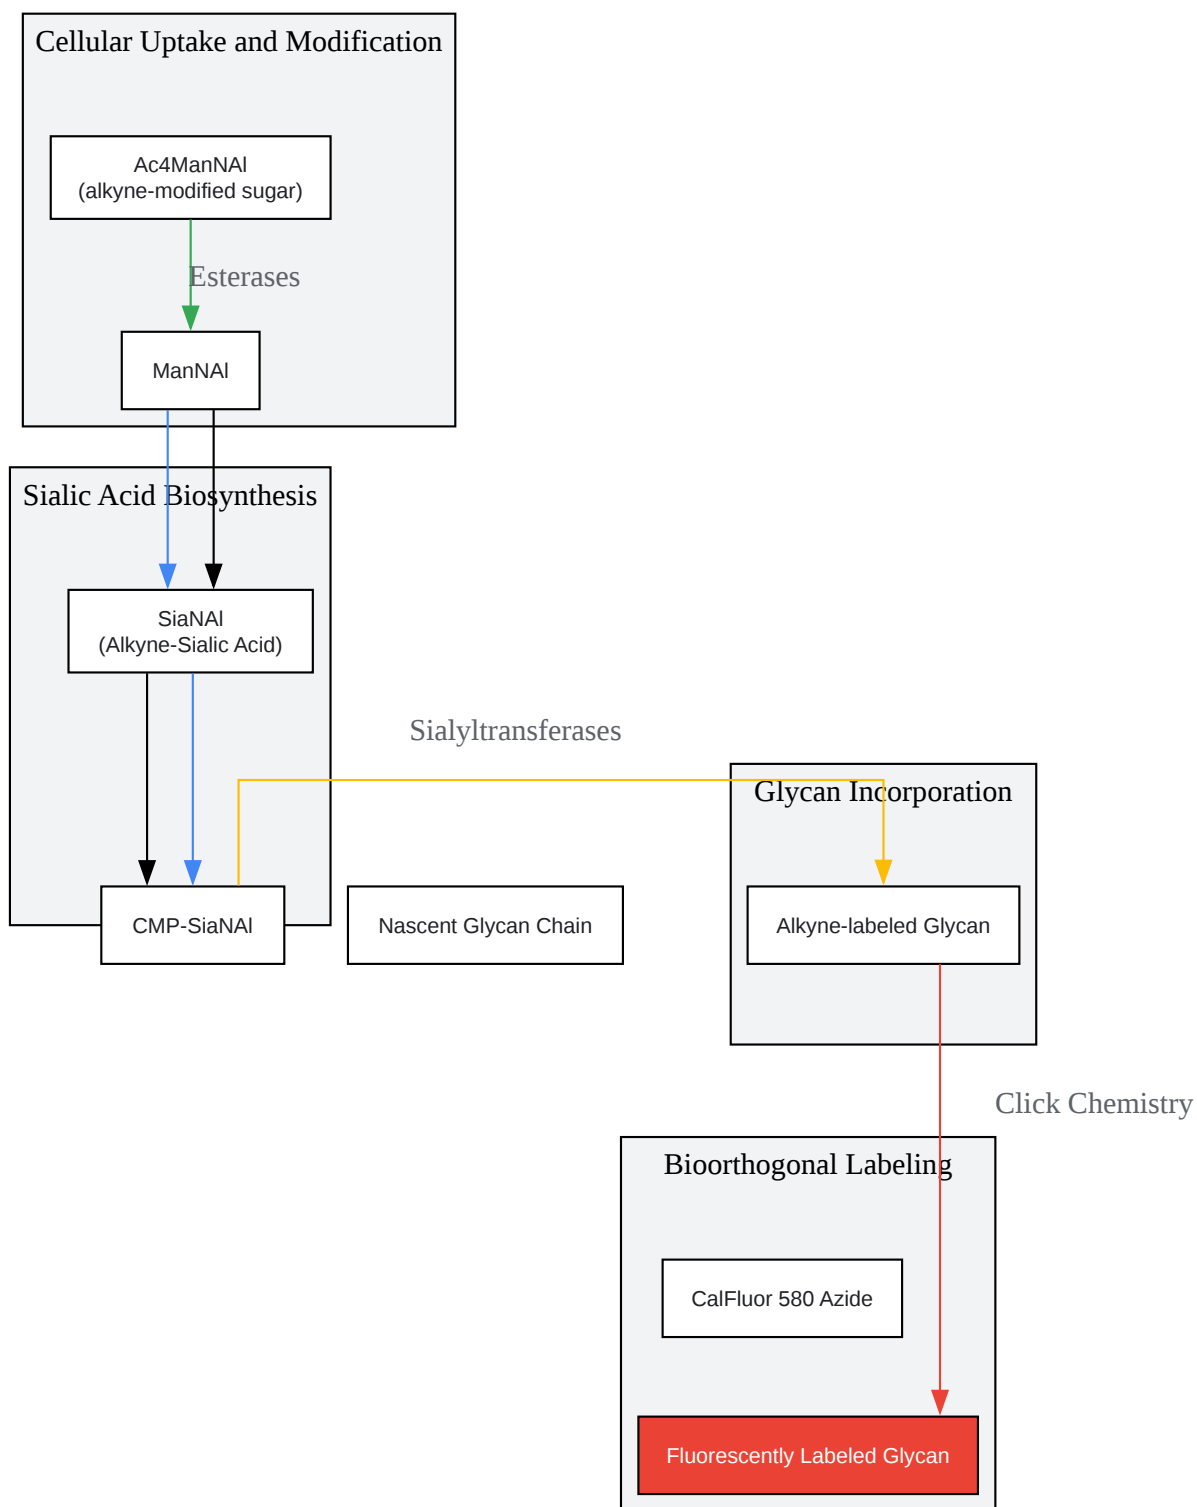 Cellular Uptake and Modification
Ac4ManNAl
(alkyne-modified sugar)
Esterases
ManNAl
Sialic Acid Biosynthesis
SiaNAl
(Alkyne-Sialic Acid)
Sialyltransferases
Glycan Incorporation
CMP-SiaNAl
Nascent Glycan Chain
Alkyne-labeled Glycan
Click Chemistry
Bioorthogonal Labeling
CalFluor 580 Azide
Fluorescently Labeled Glycan